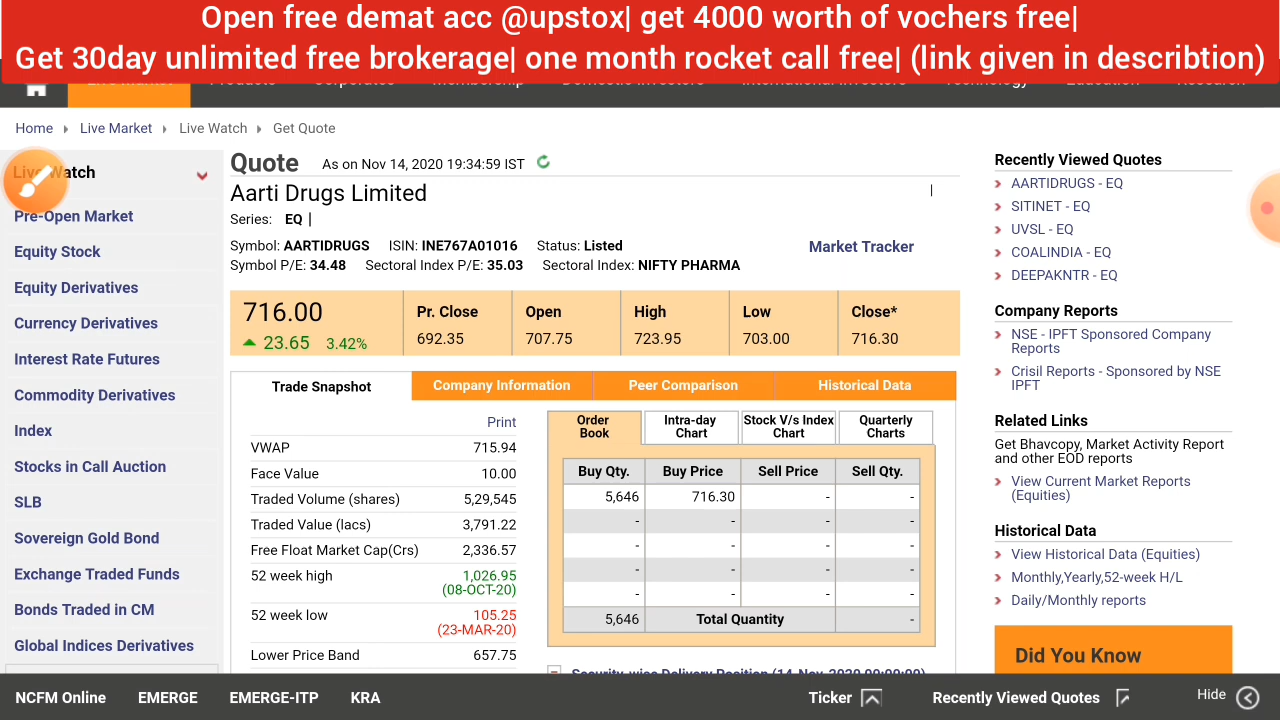 Open free demat acc @upstox| get 4000 worth of vochers free|
Get 30day unlimited free brokerage| one month rocket call free| (link given in describtion)
Home Live Market Live Watch Get Quote
Live Watch
Pre-Open Market
Equity Stock
Equity Derivatives
Currency Derivatives
Interest Rate Futures
Commodity Derivatives
Index
Stocks in Call Auction
SLB
Sovereign Gold Bond
Exchange Traded Funds
Bonds Traded in CM
Global Indices Derivatives
Quote As on Nov 14, 2020 19:34:59 IST
Aarti Drugs Limited |
Series: EQ |
Symbol: AARTIDRUGS ISIN: INE767A01016 Status: Listed
Market Tracker
Symbol P/E: 34.48 Sectoral Index P/E: 35.03 Sectoral Index: NIFTY PHARMA
716.00 Pr. Close Open High Low Close*
23.65 3.42% 692.35 707.75 723.95 703.00 716.30
Trade Snapshot Company Information Peer Comparison Historical Data
Print
VWAP 715.94
Face Value 10.00
Traded Volume (shares) 5,29,545
Traded Value (lacs) 3,791.22
Free Float Market Cap(Crs) 2,336.57
52 week high 1,026.95
(08-OCT-20)
52 week low 105.25
(23-MAR-20)
Lower Price Band 657.75
Order Book
Intra-day Chart
Stock V/s Index Chart
Quarterly Charts
Buy Qty. Buy Price Sell Price Sell Qty.
5,646 716.30 - -
- - - -
- - - -
- - - -
- - - -
5,646 Total Quantity -
Security-wise Delivery Position (14-Nov-2020 00:00:00)
Recently Viewed Quotes
AARTIDRUGS - EQ
SITINET - EQ
UVSL - EQ
COALINDIA - EQ
DEEPAKNTR - EQ
Company Reports
NSE - IPFT Sponsored Company
Reports
Crisil Reports - Sponsored by NSE
IPFT
Related Links
Get Bhavcopy, Market Activity Report
and other EOD reports
View Current Market Reports
(Equities)
Historical Data
View Historical Data (Equities)
Monthly,Yearly,52-week H/L
Daily/Monthly reports
Did You Know
NCFM Online EMERGE EMERGE-ITP KRA Ticker Recently Viewed Quotes Hide